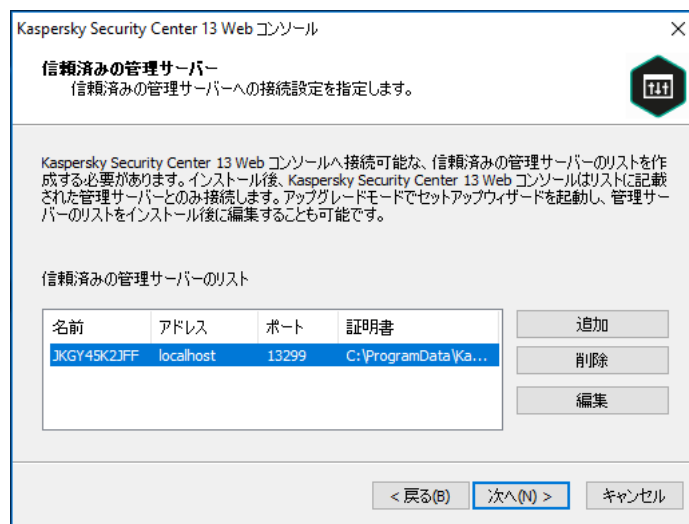 Kaspersky Security Center 13 Web コンソール
信頼済みの管理サーバー
信頼済みの管理サーバーへの接続設定を指定します。
Kaspersky Security Center 13 Web コンソールへ接続可能な、信頼済みの管理サーバーのリストを作
成する必要があります。インストール後、Kaspersky Security Center 13 Web コンソールはリストに記載
された管理サーバーとのみ接続します。アップグレードモードでセットアップウィザードを起動し、管理サー
バーのリストをインストール後に編集することも可能です。
信頼済みの管理サーバーのリスト
名前 アドレス ポート 証明書
JKGY45K2JFF localhost 13299 C:\ProgramData\Ka...
追加
削除
編集
< 戻る(B) 次へ(N) > キャンセル